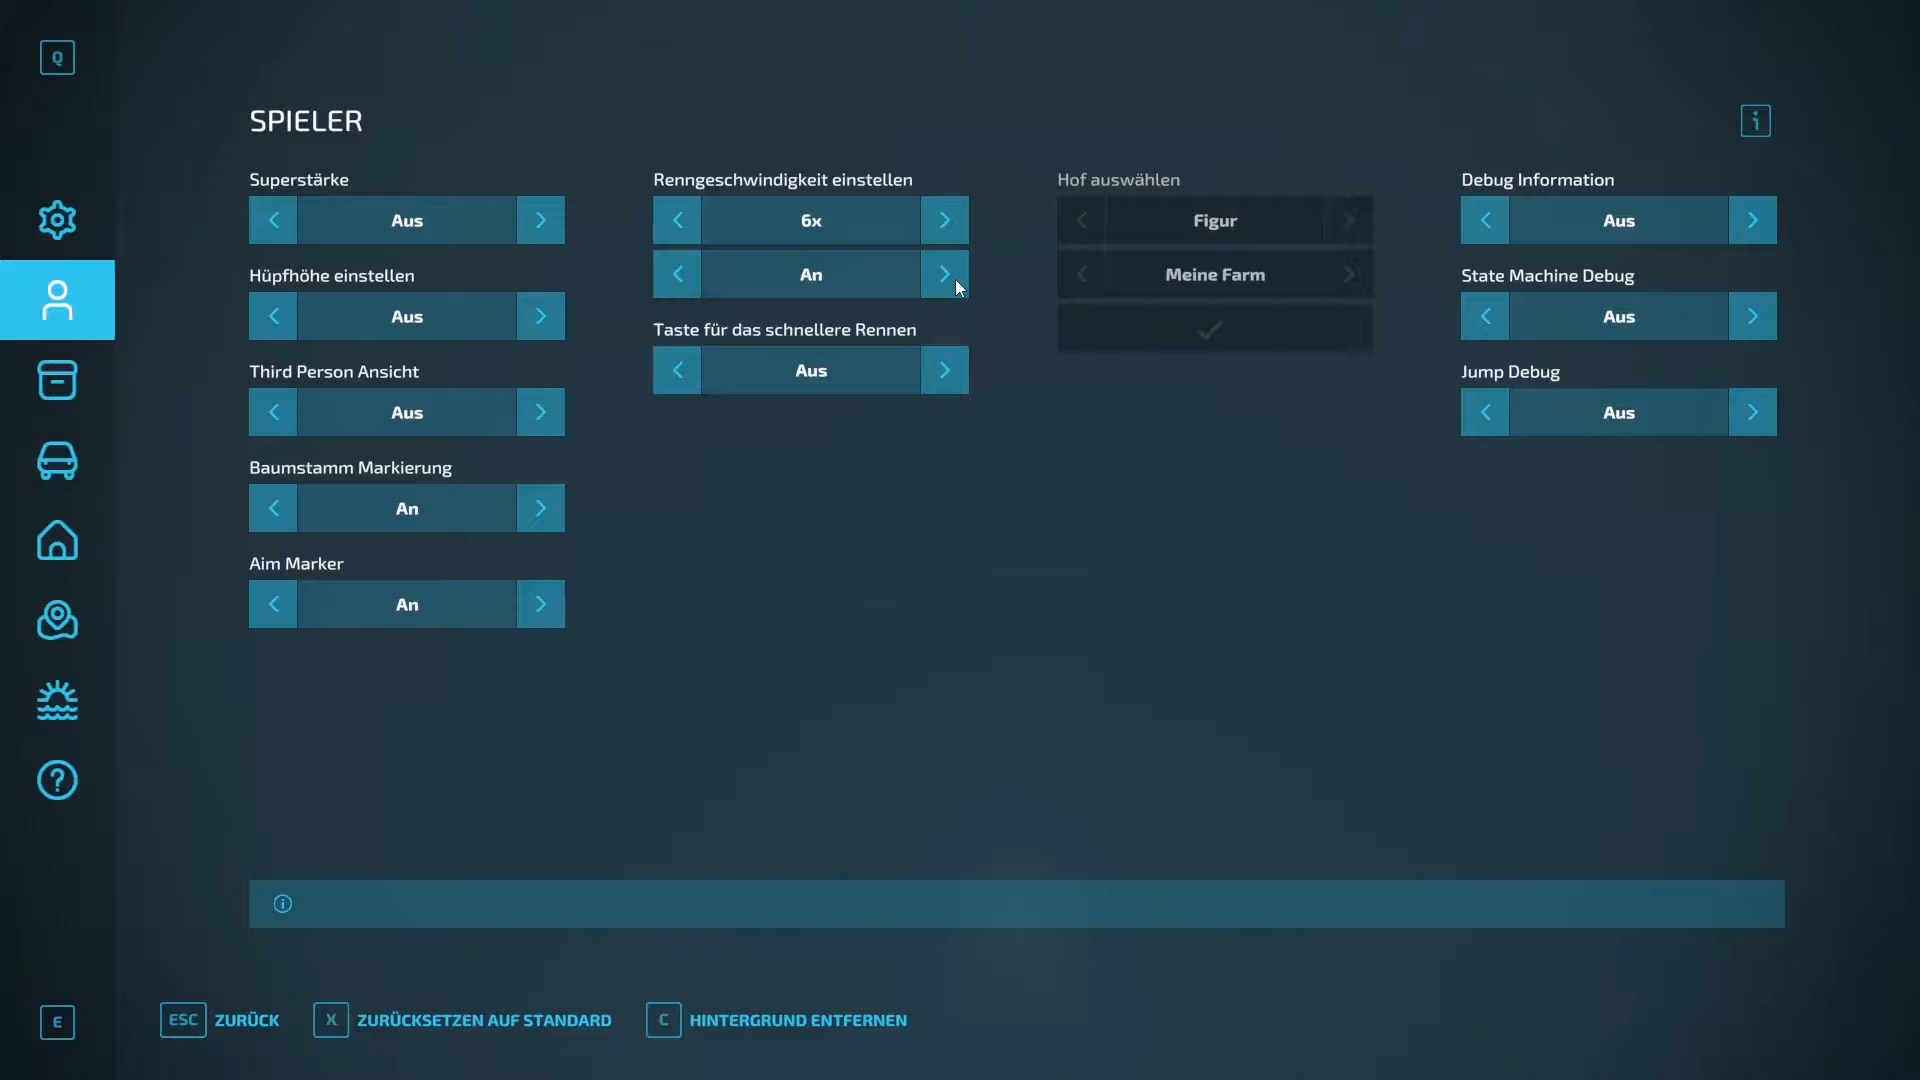 Q
SPIELER
Superstärke
Aus
Hüpfhöhe einstellen
Aus
Third Person Ansicht
Aus
Baumstamm Markierung
An
Aim Marker
An
Renngeschwindigkeit einstellen
6x
An
Taste für das schnellere Rennen
Aus
Hof auswählen
Figur
Meine Farm
Debug Information
Aus
State Machine Debug
Aus
Jump Debug
Aus
E
ESC ZURÜCK X ZURÜCKSETZEN AUF STANDARD C HINTERGRUND ENTFERNEN